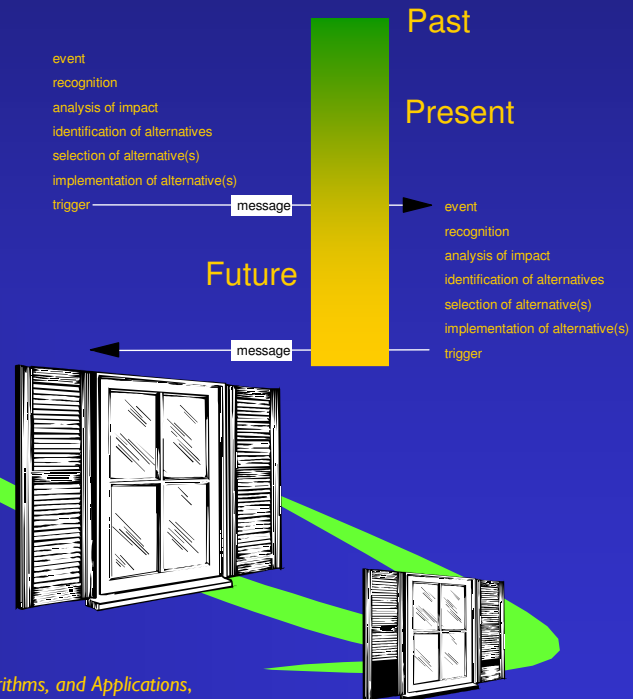 Past
event
recognition
analysis of impact
identification of alternatives
selection of alternative(s)
implementation of alternative(s)
trigger
message
Present
event
recognition
analysis of impact
identification of alternatives
selection of alternative(s)
implementation of alternative(s)
trigger
Future
message
and Applications,